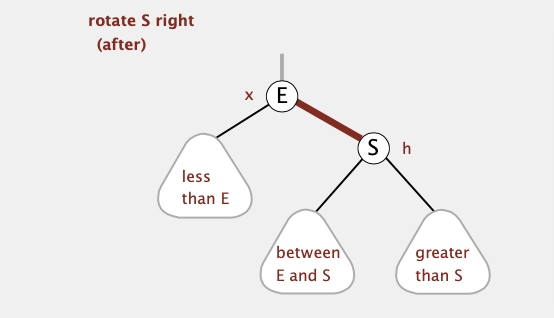 rotate S right
(after)
x
E
S
h
less
than E
between
E and S
greater
than S